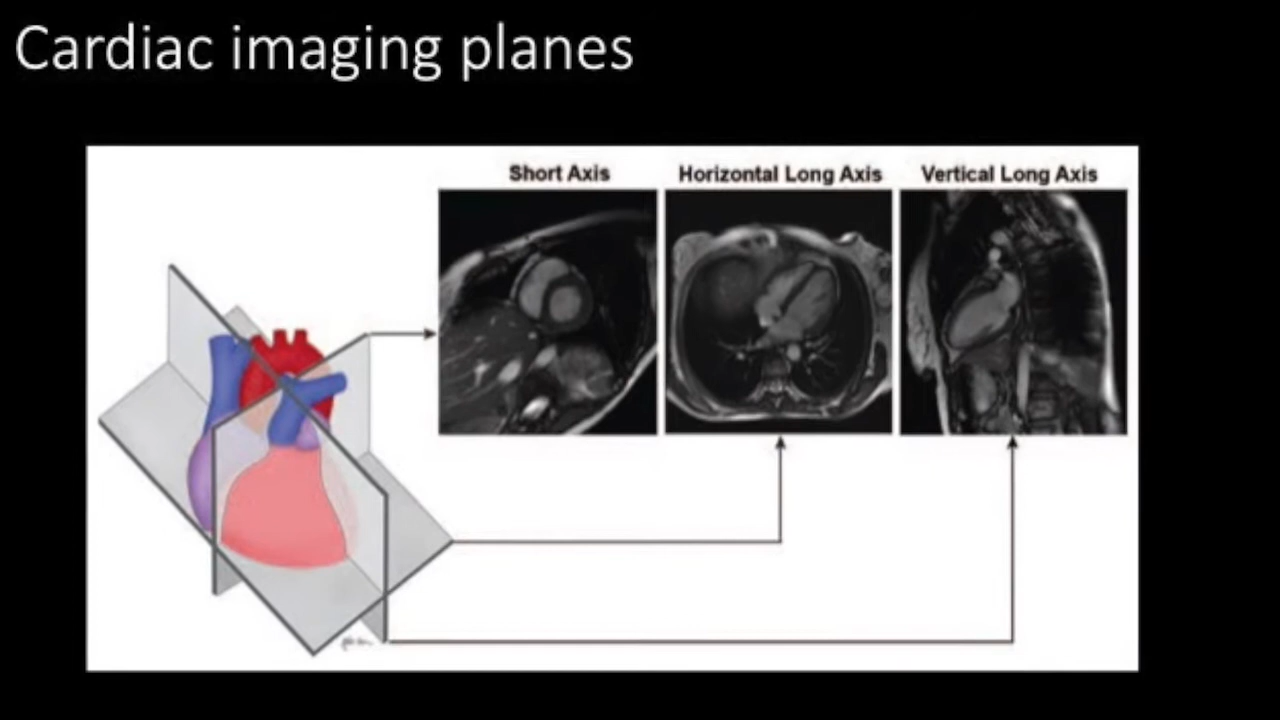 Cardiac imaging planes
Short Axis
Horizontal Long Axis
Vertical Long Axis